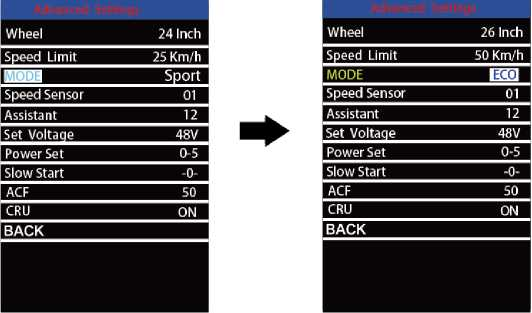 Advanced Settings
Wheel 24 Inch
Speed Limit 25 Km/h
MODE Sport
Speed Sensor 01
Assistant 12
Set Voltage 48V
Power Set 0-5
Slow Start -0-
ACF 50
CRU ON
BACK
Advanced Settings
Wheel 26 Inch
Speed Limit 50 Km/h
MODE ECO
Speed Sensor 01
Assistant 12
Set Voltage 48V
Power Set 0-5
Slow Start -0-
ACF 50
CRU ON
BACK